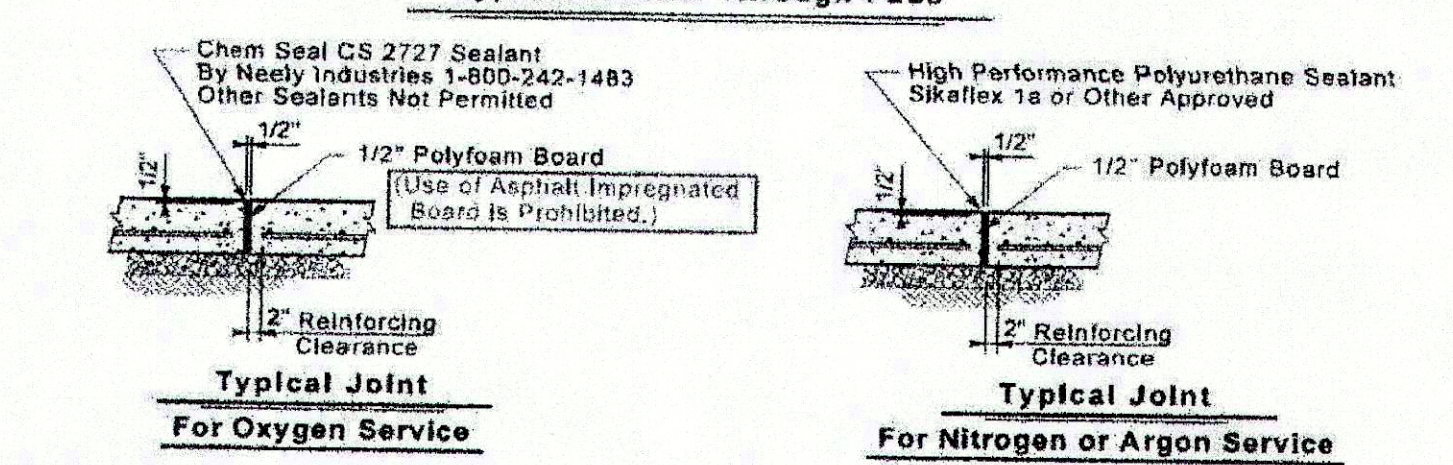 Chem Seal CS 2727 Sealant
By Neely Industries 1-800-242-1483
Other Sealants Not Permitted
1/2"
1/2"
1/2" Polyfoam Board
(Use of Asphalt Impregnated
Board is Prohibited.)
2" Reinforcing
Clearance
Typical Joint
For Oxygen Service
High Performance Polyurethane Sealant
Sikaflex 1a or Other Approved
1/2"
1/2"
1/2" Polyfoam Board
2" Reinforcing
Clearance
Typical Joint
For Nitrogen or Argon Service